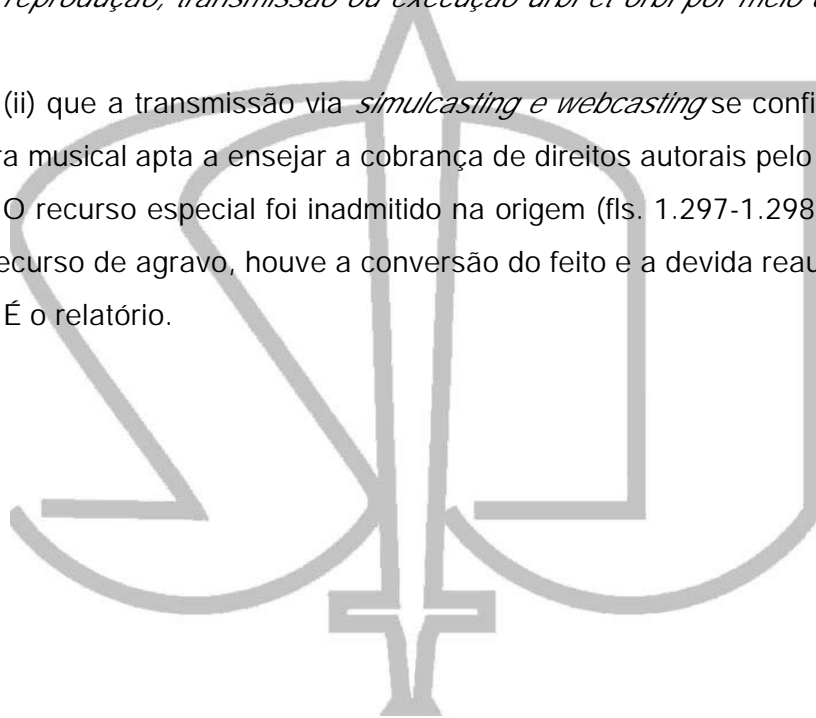 reprodução, transmissão ou execução urbi et orbi por meio
(ii) que a transmissão via simulcasting e webcasting se confi
ra musical apta a ensejar a cobrança de direitos autorais pelo
O recurso especial foi inadmitido na origem (fls. 1.297-1.298
ecurso de agravo, houve a conversão do feito e a devida reau
É o relatório.